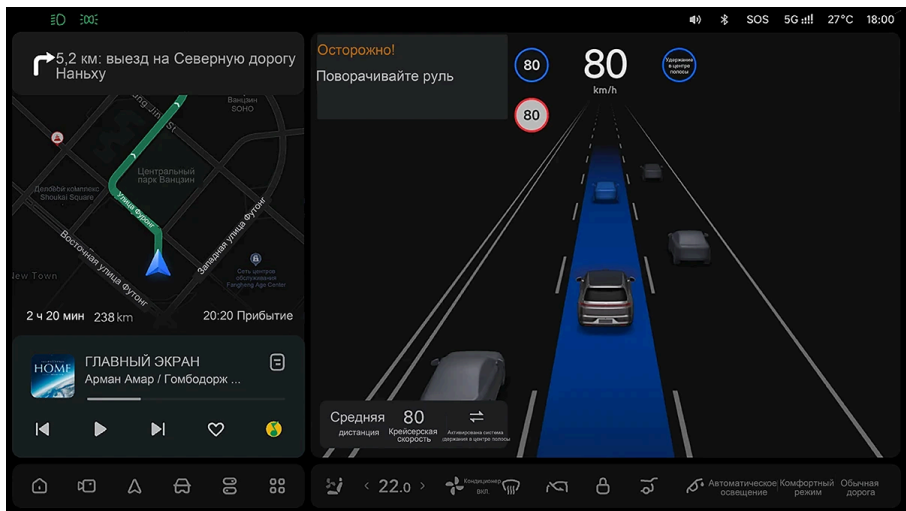 SOS 5G 27°C 18:00
5,2 км: выезд на Северную дорогу
Наньху
Ванцзин
SOHO
Центральный
парк Ванцзин
Деловой комплекс
Shoukai Square
Улица Фуронг
Восточная улица Футонг
Западная улица Футонг
New Town
Сеть центров
обслуживания
Fangheng Age Center
2 ч 20 мин 238 km 20:20 Прибытие
HOME
ГЛАВНЫЙ ЭКРАН
Арман Амар / Гомбодорж ...
Осторожно!
Поворачивайте руль
80
80
km/h
Удержание
в центре
полосы
80
Средняя
дистанция
80
Крейсерская
скорость
Активирована система
удержания в центре полосы
22.0
Кондиционер
ВКЛ.
Автоматическое
освещение
Комфортный
режим
Обычная
дорога